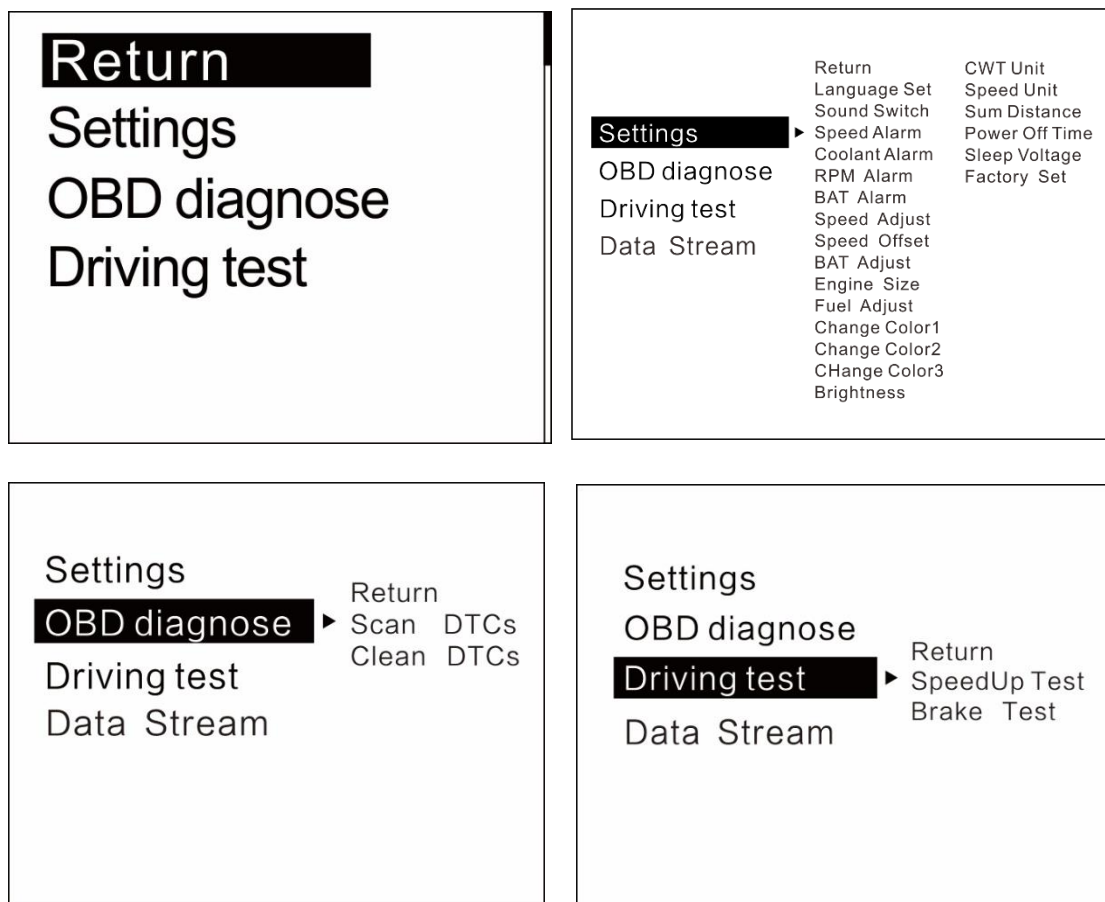 Return
Settings
OBD diagnose
Driving test
Settings
OBD diagnose
Driving test
Data Stream
Return
Language Set
Sound Switch
Speed Alarm
Coolant Alarm
RPM Alarm
BAT Alarm
Speed Adjust
Speed Offset
BAT Adjust
Engine Size
Fuel Adjust
Change Color1
Change Color2
CHange Color3
Brightness
CWT Unit
Speed Unit
Sum Distance
Power Off Time
Sleep Voltage
Factory Set
Settings
OBD diagnose
Driving test
Data Stream
Return
Scan DTCs
Clean DTCs
Settings
OBD diagnose
Driving test
Data Stream
Return
SpeedUp Test
Brake Test